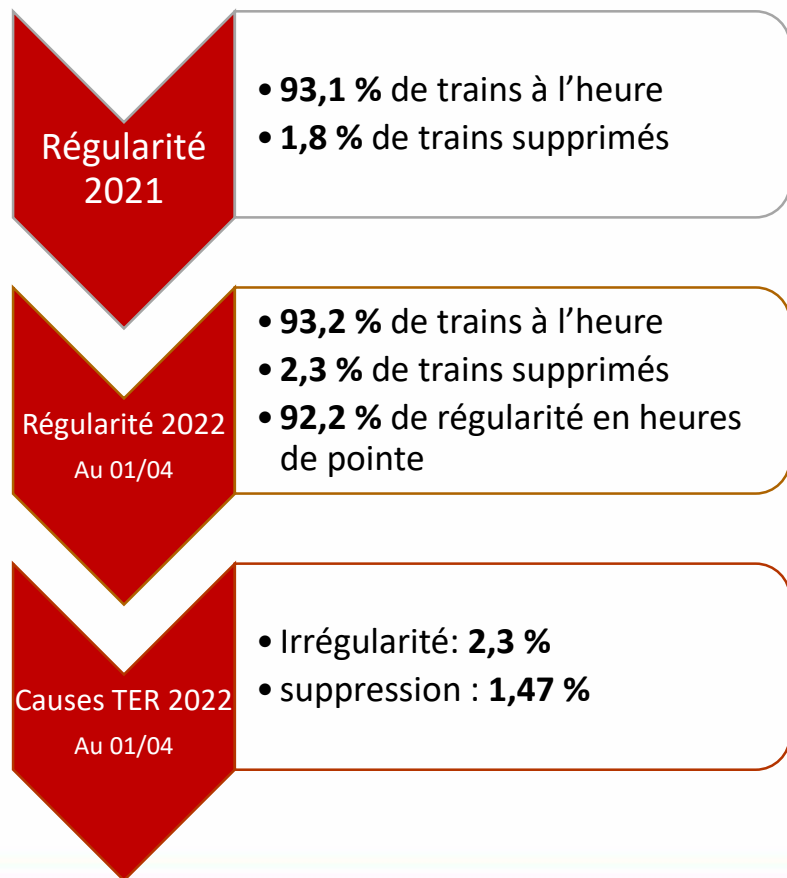 Régularité
2021
• 93,1 % de trains à l’heure
• 1,8 % de trains supprimés
Régularité 2022
Au 01/04
• 93,2 % de trains à l’heure
• 2,3 % de trains supprimés
• 92,2 % de régularité en heures
de pointe
Causes TER 2022
Au 01/04
• Irrégularité: 2,3 %
• suppression : 1,47 %